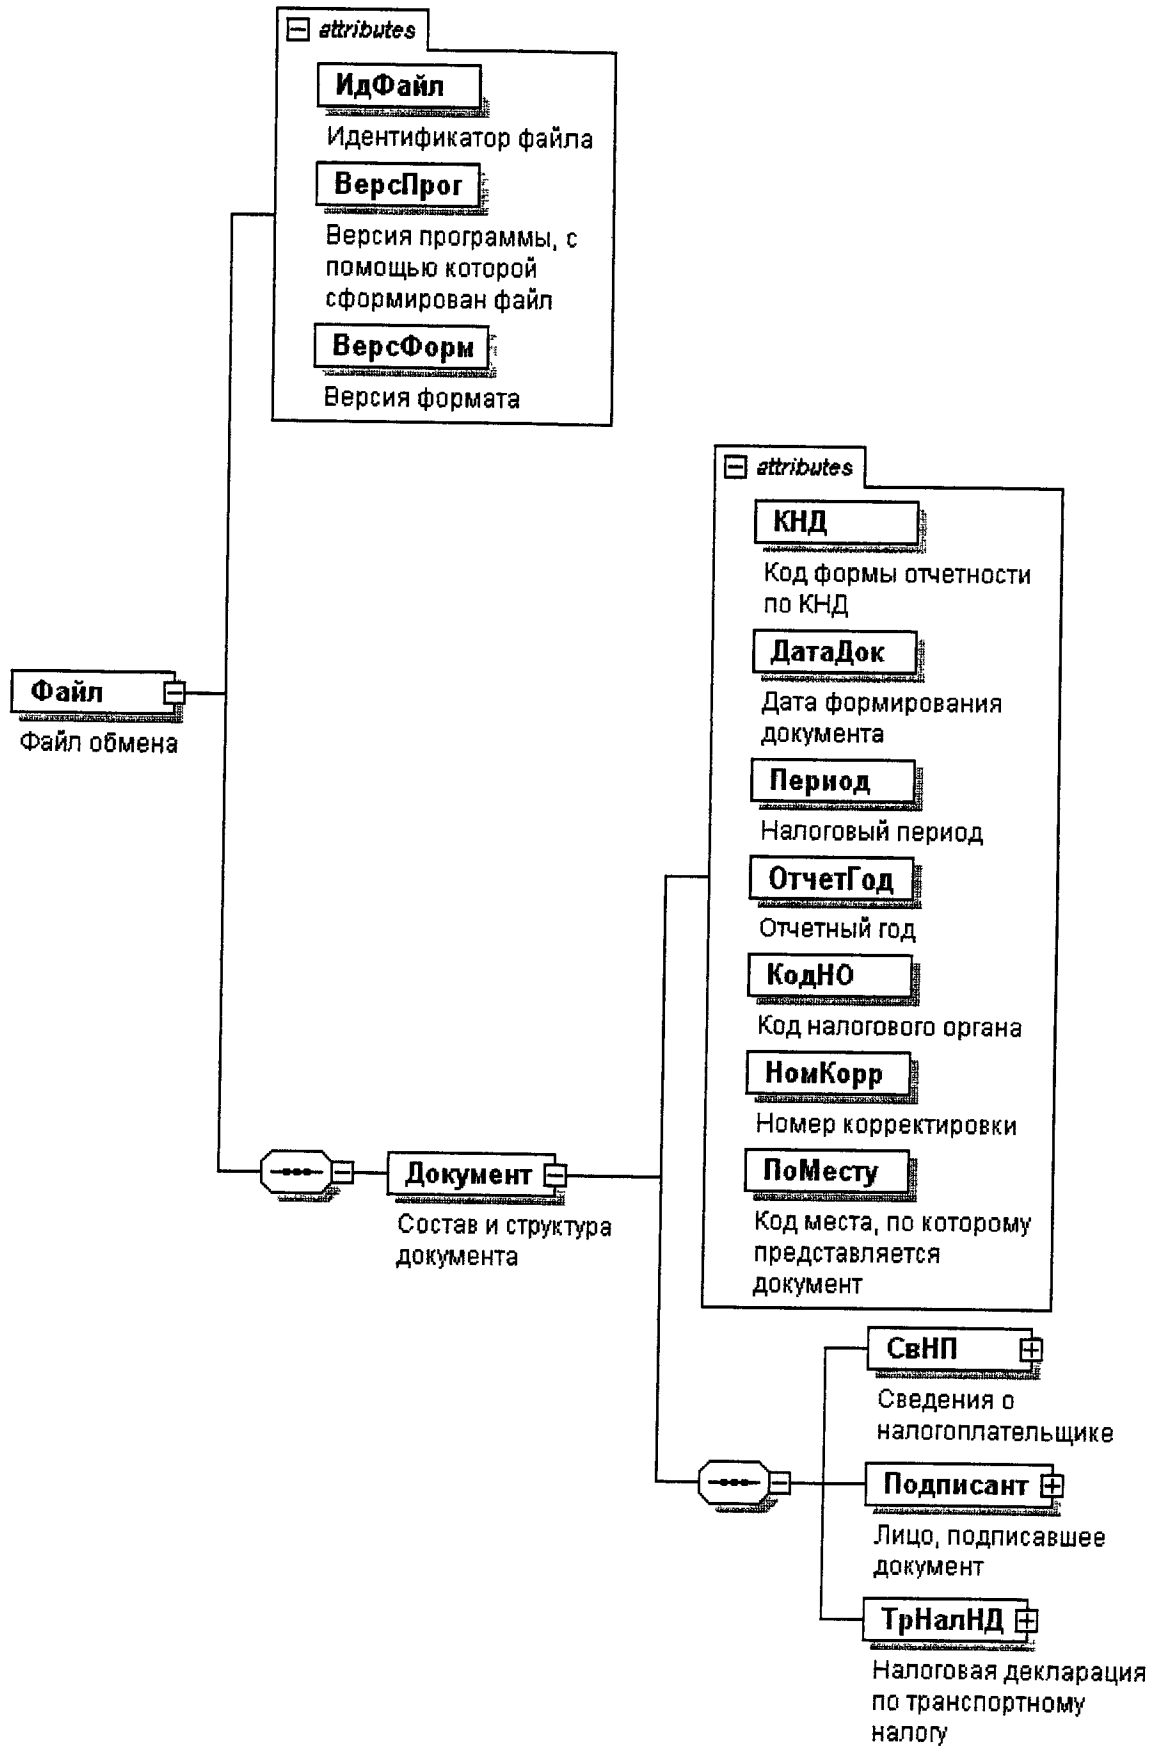 attributes
ИдФайл
Идентификатор файла
ВерсПрог
Версия программы, с
помощью которой
сформирован файл
ВерсФорм
Версия формата
attributes
КНД
Код формы отчетности
по КНД
ДатаДок
Дата формирования
документа
Период
Налоговый период
ОтчетГод
Отчетный год
КодНО
Код налогового органа
НомКорр
Номер корректировки
ПоМесту
Код места, по которому
представляется
документ
Файл
Файл обмена
Документ
Состав и структура
документа
СвНП
Сведения о
налогоплательщике
Подписант
Лицо, подписавшее
документ
ТрНалНД
Налоговая декларация
по транспортному
налогу